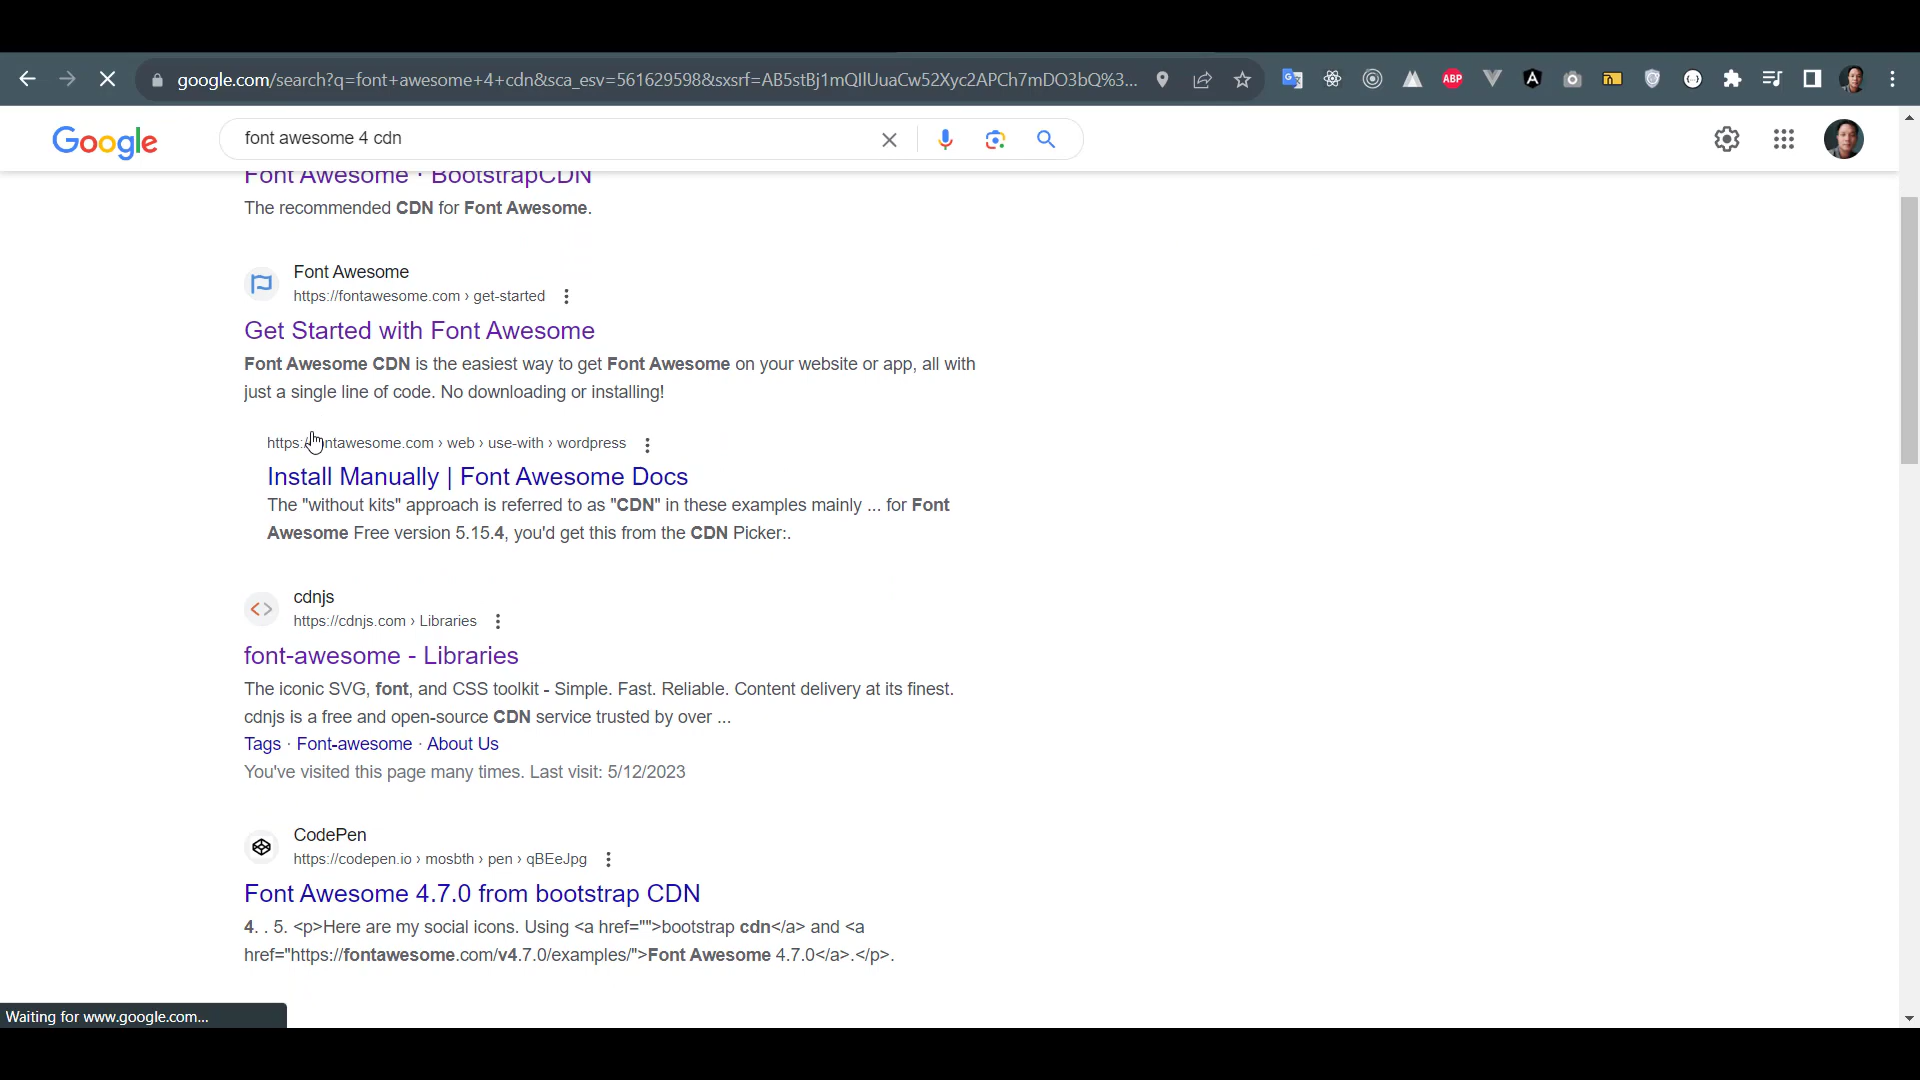 google.com/search?q=font+awesome+4+cdn&sca_esv=561629598&sxsrf=AB5stBj1mQIlUuaCw52Xyc2APCh7mDO3bQ%3...
ABP
Google
font awesome 4 cdn
Font Awesome · BootstrapCDN
The recommended CDN for Font Awesome.
Font Awesome
https://fontawesome.com › get-started
Get Started with Font Awesome
Font Awesome CDN is the easiest way to get Font Awesome on your website or app, all with
just a single line of code. No downloading or installing!
https:/ ntawesome.com › web › use-with › wordpress
Install Manually | Font Awesome Docs
The "without kits" approach is referred to as "CDN" in these examples mainly ... for Font
Awesome Free version 5.15.4, you'd get this from the CDN Picker:.
cdnjs
https://cdnjs.com › Libraries
font-awesome - Libraries
The iconic SVG, font, and CSS toolkit - Simple. Fast. Reliable. Content delivery at its finest.
cdnjs is a free and open-source CDN service trusted by over ...
Tags · Font-awesome · About Us
You've visited this page many times. Last visit: 5/12/2023
CodePen
https://codepen.io › mosbth › pen › qBEeJpg
Font Awesome 4.7.0 from bootstrap CDN
4. . 5. <p>Here are my social icons. Using <a href="">bootstrap cdn</a> and <a
href="https://fontawesome.com/v4.7.0/examples/">Font Awesome 4.7.0</a>.</p>.
Waiting for www.google.com...